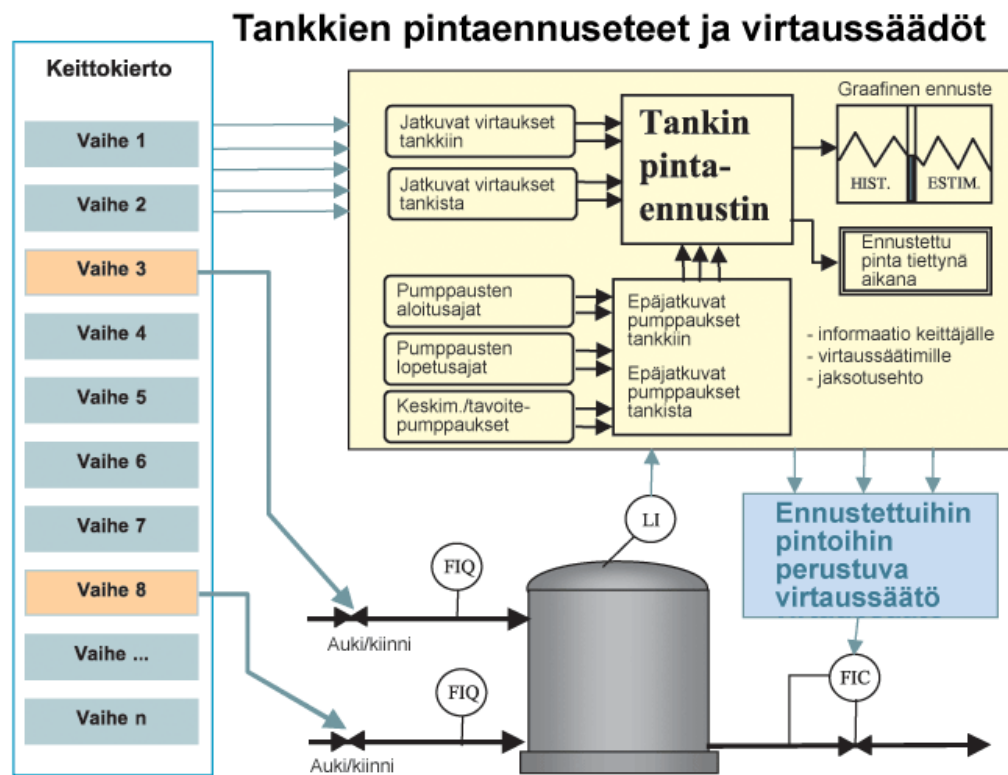 Tankkien pintaennuseteet ja virtaussäädöt
Keittokierto
Vaihe 1
Vaihe 2
Vaihe 3
Vaihe 4
Vaihe 5
Vaihe 6
Vaihe 7
Vaihe 8
Vaihe ...
Vaihe n
Jatkuvat virtaukset
tankkiin
Jatkuvat virtaukset
tankista
Tankin
pinta-
ennustin
Graafinen ennuste
HIST.
ESTIM.
Ennustettu
pinta tiettynä
aikana
Pumppausten
aloitusajat
Pumppausten
lopetusajat
Keskim./tavoite-
pumppaukset
Epäjatkuvat
pumppaukset
tankkiin
Epäjatkuvat
pumppaukset
tankista
- informaatio keittäjälle
- virtaussäätimille
- jaksotusehto
Ennustettuihin
pintoihin
perustuva
virtaussäätö
LI
FIQ
Auki/kiinni
FIQ
Auki/kiinni
FIC